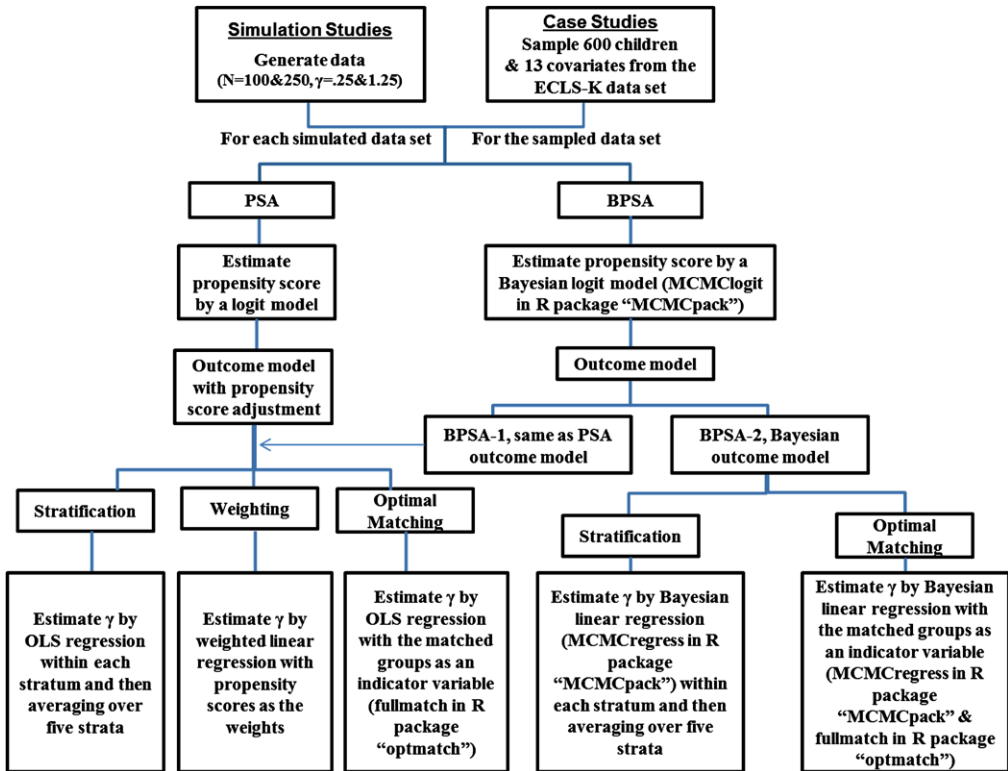 Simulation Studies
Generate data
(N=100&250, γ=.25&1.25)
Case Studies
Sample 600 children
& 13 covariates from the
ECLS-K data set
For each simulated data set
For the sampled data set
PSA
BPSA
Estimate
propensity score
by a logit model
Estimate propensity score by a
Bayesian logit model (MCMClogit
in R package “MCMCpack”)
Outcome model
with propensity
score adjustment
Outcome model
BPSA-1, same as PSA
outcome model
BPSA-2, Bayesian
outcome model
Stratification
Weighting
Optimal
Matching
Stratification
Optimal
Matching
Estimate γ by
OLS regression
within each
stratum and then
averaging over
five strata
Estimate γ by
weighted linear
regression with
propensity
scores as the
weights
Estimate γ by
OLS regression
with the matched
groups as an
indicator variable
(fullmatch in R
package
“optmatch”)
Estimate γ by Bayesian
linear regression
(MCMCregress in R
package
“MCMCpack”) within
each stratum and then
averaging over five
strata
Estimate γ by Bayesian
linear regression with
the matched groups as
an indicator variable
(MCMCregress in R
package
“MCMCpack” &
fullmatch in R
package “optmatch”)